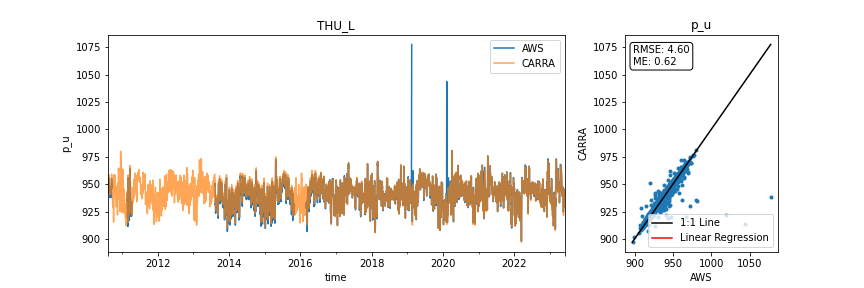 THU_L
p_u
1075
1050
1025
1000
975
950
925
900
2012
2014
2016
2018
2020
2022
time
AWS
CARRA
p_u
CARRA
1075
1050
1025
1000
975
950
925
900
900
950
1000
1050
AWS
RMSE: 4.60
ME: 0.62
1:1 Line
Linear Regression